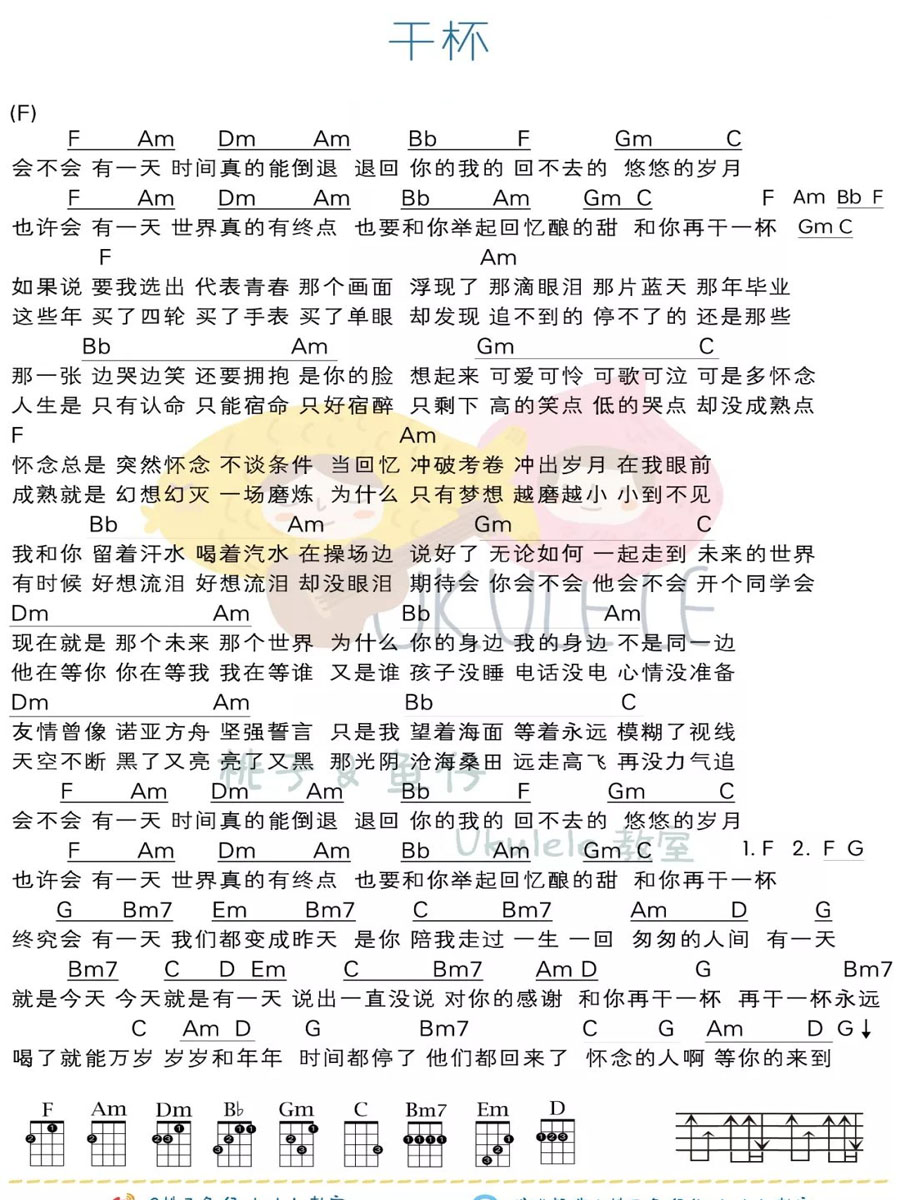 干杯
(F)
F Am Dm Am Bb F Gm C
会不会 有一天 时间真的能倒退 退回 你的我的 回不去的 悠悠的岁月
F Am Dm Am Bb Am Gm C F Am Bb F
也许会 有一天 世界真的有终点 也要和你举起回忆酿的甜 和你再干一杯 Gm C
F Am
如果说 要我选出 代表青春 那个画面 浮现了 那滴眼泪 那片蓝天 那年毕业
这些年 买了四轮 买了手表 买了单眼 却发现 追不到的 停不了的 还是那些
Bb Am Gm C
那一张 边哭边笑 还要拥抱 是你的脸 想起来 可爱可怜 可歌可泣 可是多怀念
人生是 只有认命 只能宿命 只好宿醉 只剩下 高的笑点 低的哭点 却没成熟点
F Am
怀念总是 突然怀念 不谈条件 当回忆 冲破考卷 冲出岁月 在我眼前
成熟就是 幻想幻灭 一场磨炼 为什么 只有梦想 越磨越小 小到不见
Bb Am Gm C
我和你 留着汗水 喝着汽水 在操场边 说好了 无论如何 一起走到 未来的世界
有时候 好想流泪 好想流泪 却没眼泪 期待会 你会不会 他会不会 开个同学会
UKULELE
Dm Am Bb Am
现在就是 那个未来 那个世界 为什么 你的身边 我的身边 不是同一边
他在等你 你在等我 我在等谁 又是谁 孩子没睡 电话没电 心情没准备
Dm Am Bb C
友情曾像 诺亚方舟 坚强誓言 只是我 望着海面 等着永远 模糊了视线
天空不断 黑了又亮 亮了又黑 那光阴 沧海桑田 远走高飞 再没力气追
桃子&鱼仔
F Am Dm Am Bb F Gm C
会不会 有一天 时间真的能倒退 退回 你的我的 回不去的 悠悠的岁月
Ukulele 教室
F Am Dm Am Bb Am Gm C 1. F 2. F G
也许会 有一天 世界真的有终点 也要和你举起回忆酿的甜 和你再干一杯
G Bm7 Em Bm7 C Bm7 Am D G
终究会 有一天 我们都变成昨天 是你 陪我走过 一生 一回 匆匆的人间 有一天
Bm7 C D Em C Bm7 Am D G Bm7
就是今天 今天就是有一天 说出一直没说 对你的感谢 和你再干一杯 再干一杯永远
C Am D G Bm7 C G Am D G↓
喝了就能万岁 岁岁和年年 时间都停了 他们都回来了 怀念的人啊 等你的来到
F Am Dm B♭ Gm C Bm7 Em D